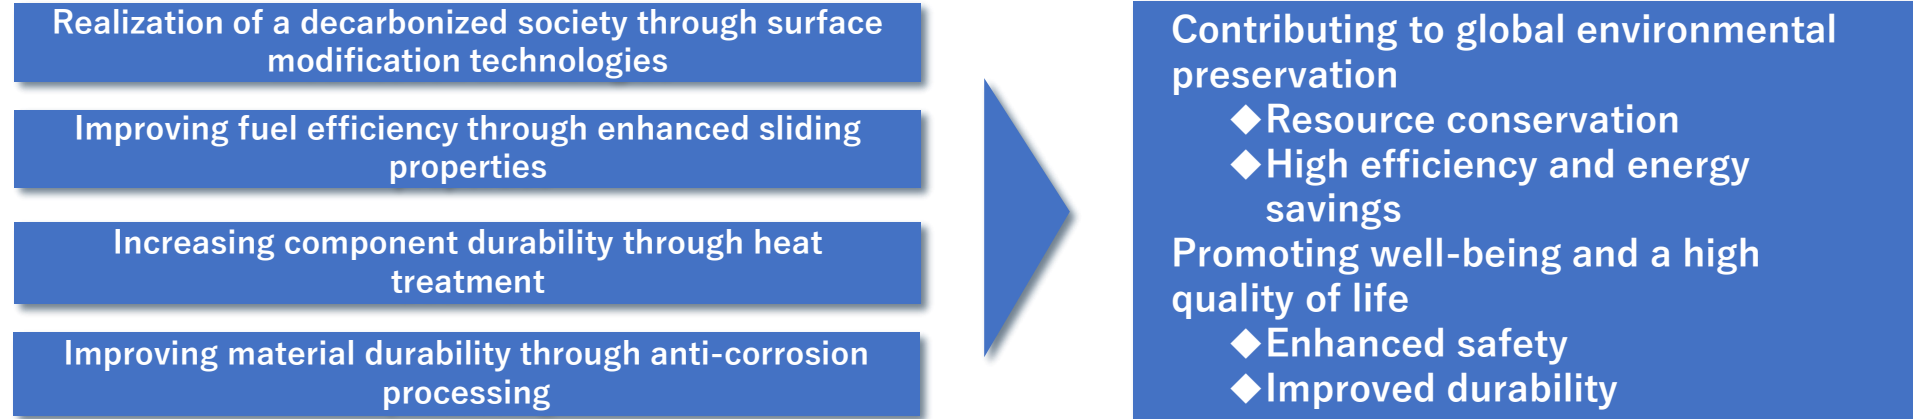 Realization of a decarbonized society through surface
modification technologies
Improving fuel efficiency through enhanced sliding
properties
Increasing component durability through heat
treatment
Improving material durability through anti-corrosion
processing
Contributing to global environmental
preservation
◆Resource conservation
◆High efficiency and energy
savings
Promoting well-being and a high
quality of life
◆Enhanced safety
◆Improved durability